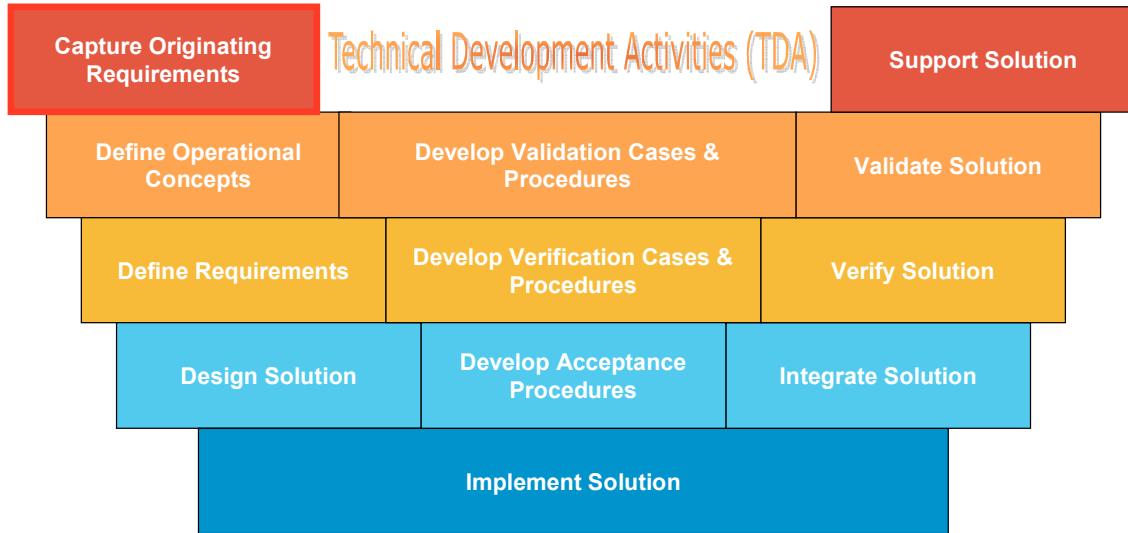 Capture Originating
Requirements
Technical Development Activities (TDA)
Support Solution
Define Operational
Concepts
Develop Validation Cases &
Procedures
Validate Solution
Define Requirements
Develop Verification Cases &
Procedures
Verify Solution
Design Solution
Develop Acceptance
Procedures
Integrate Solution
Implement Solution